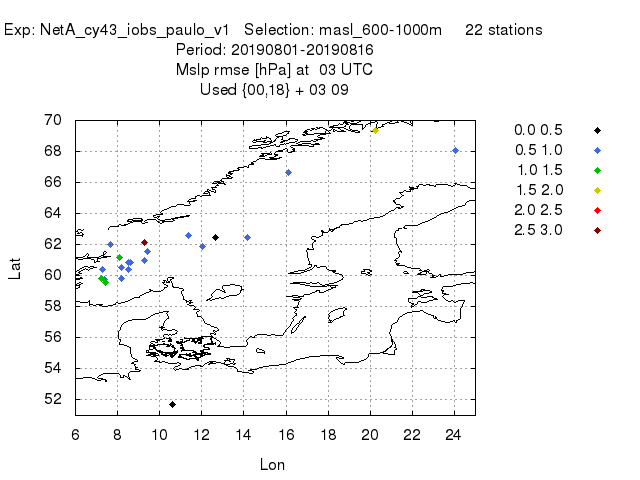 Exp: NetA_cy43_iobs_paulo_v1 Selection: masl_600-1000m 22 stations
Period: 20190801-20190816
Mslp rmse [hPa] at 03 UTC
Used {00,18} + 03 09
70
68
66
64
62
60
58
56
54
52
Lat
6 8 10 12 14 16 18 20 22 24
Lon
0.0 0.5
0.5 1.0
1.0 1.5
1.5 2.0
2.0 2.5
2.5 3.0